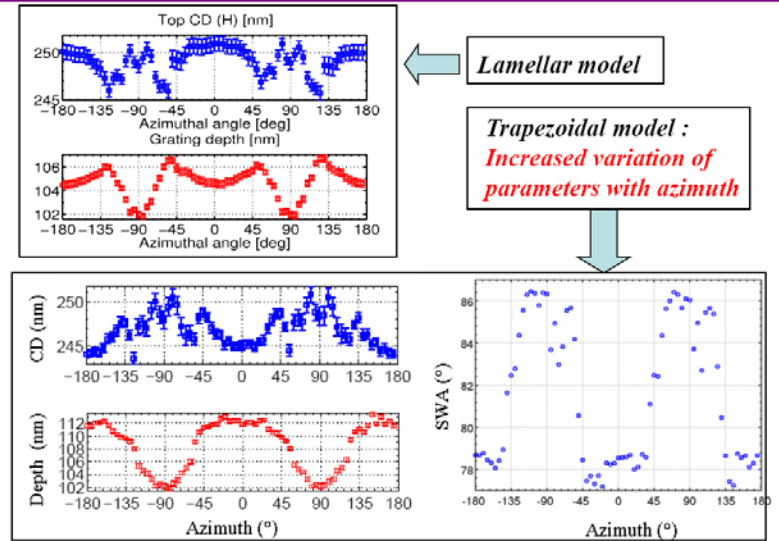 Top CD (H) [nm]
250
245
-180 -135 -90 -45 0 45 90 135 180
Azimuthal angle [deg]
Grating depth [nm]
106
104
102
-180 -135 -90 -45 0 45 90 135 180
Azimuthal angle [deg]
Lamellar model
Trapezoidal model :
Increased variation of
parameters with azimuth
CD (nm)
250
245
-180 -135 -90 -45 0 45 90 135 180
Depth (nm)
112
110
108
106
104
102
-180 -135 -90 -45 0 45 90 135 180
Azimuth (°)
SWA (°)
86
84
82
80
78
-180 -135 -90 -45 0 45 90 135 180
Azimuth (°)